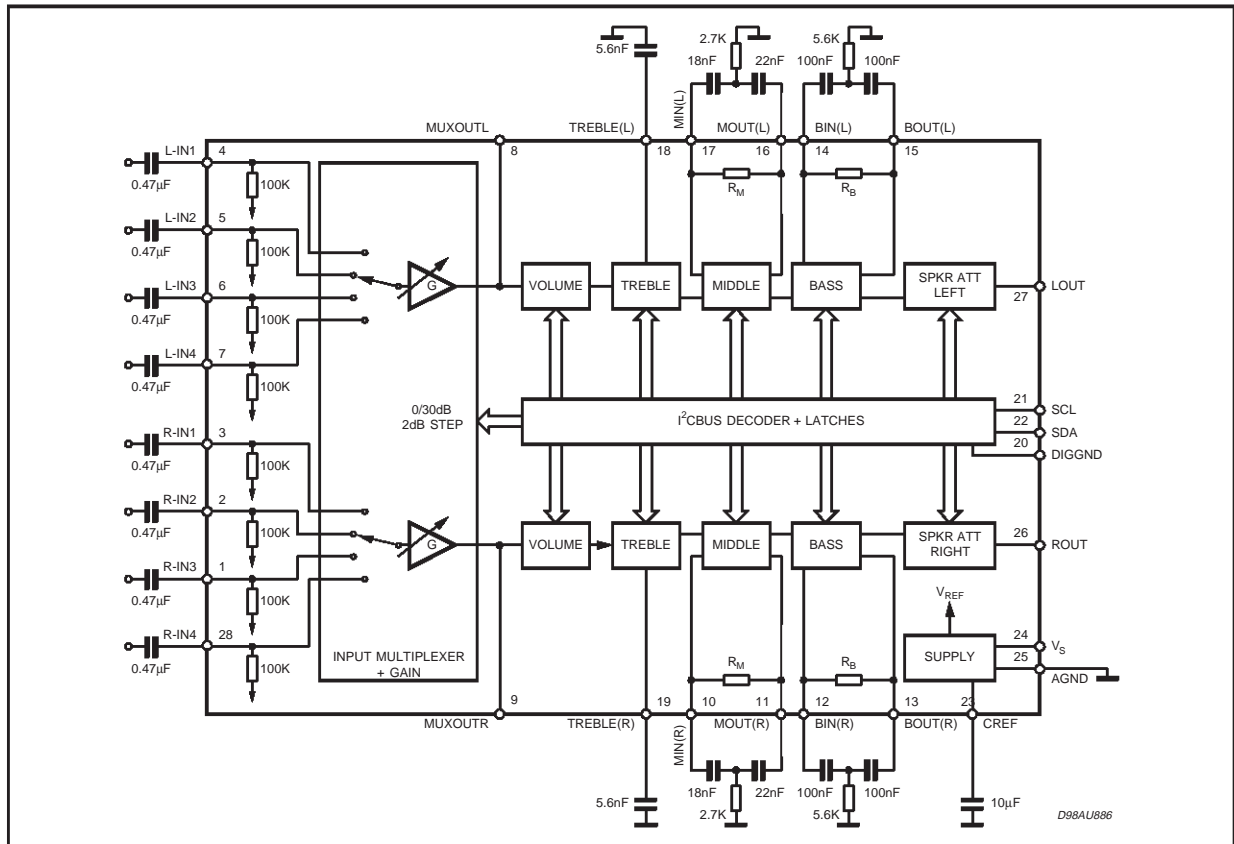 5.6nF
2.7K
18nF 22nF
5.6K
100nF 100nF
MUXOUTL
TREBLE(L)
MIN(L)
MOUT(L)
BIN(L)
BOUT(L)
8 18 17 16 14 15
L-IN1 4
0.47µF
100K
L-IN2 5
0.47µF
100K
L-IN3 6
0.47µF
100K
L-IN4 7
0.47µF
100K
R-IN1 3
0.47µF
100K
R-IN2 2
0.47µF
100K
R-IN3 1
0.47µF
100K
R-IN4 28
0.47µF
100K
G
0/30dB
2dB STEP
G
INPUT MULTIPLEXER
+ GAIN
RM
RB
VOLUME
TREBLE
MIDDLE
BASS
SPKR ATT
LEFT
27 LOUT
I2CBUS DECODER + LATCHES
21 SCL
22 SDA
20 DIGGND
VOLUME
TREBLE
MIDDLE
BASS
SPKR ATT
RIGHT
26 ROUT
VREF
SUPPLY
24 VS
25 AGND
RM
RB
9 19 10 11 12 13 23
MUXOUTR
TREBLE(R)
MIN(R)
MOUT(R)
BIN(R)
BOUT(R)
CREF
5.6nF
18nF 22nF
2.7K
100nF 100nF
5.6K
10µF
D98AU886